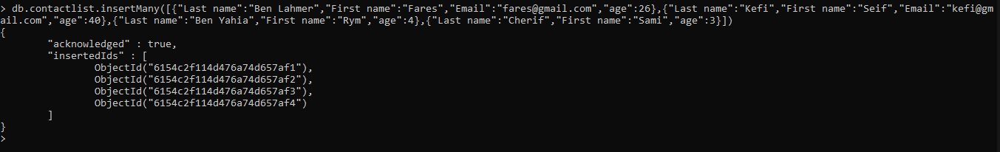 > db.contactlist.insertMany([{"Last name":"Ben Lahmer","First name":"Fares","Email":"fares@gmail.com","age":26},{"Last name":"Kefi","First name":"Seif","Email":"kefi@gm
ail.com","age":40},{"Last name":"Ben Yahia","First name":"Rym","age":4},{"Last name":"Cherif","First name":"Sami","age":3}])
{
        "acknowledged" : true,
        "insertedIds" : [
                ObjectId("6154c2f114d476a74d657af1"),
                ObjectId("6154c2f114d476a74d657af2"),
                ObjectId("6154c2f114d476a74d657af3"),
                ObjectId("6154c2f114d476a74d657af4")
        ]
}
>